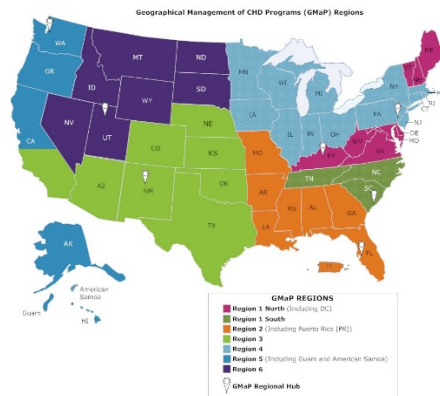 Geographical Management of CHD Programs (GMaP) Regions
WA
MT
ND
MN
ME
VT
NH
OR
ID
SD
WI
MI
NY
WY
RI
CT
NV
NE
IA
PA
NJ
DE
MD
UT
CO
IL
IN
OH
WV
VA
CA
KS
MO
KY
NC
TN
SC
AZ
NM
OK
AR
MS
AL
GA
TX
LA
FL
AK
American
Samoa
Guam
HI
GMaP REGIONS
Region 1 North (Including DC)
Region 1 South
Region 2 (Including Puerto Rico [PR])
Region 3
Region 4
Region 5 (Including Guam and American Samoa)
Region 6
GMaP Regional Hub